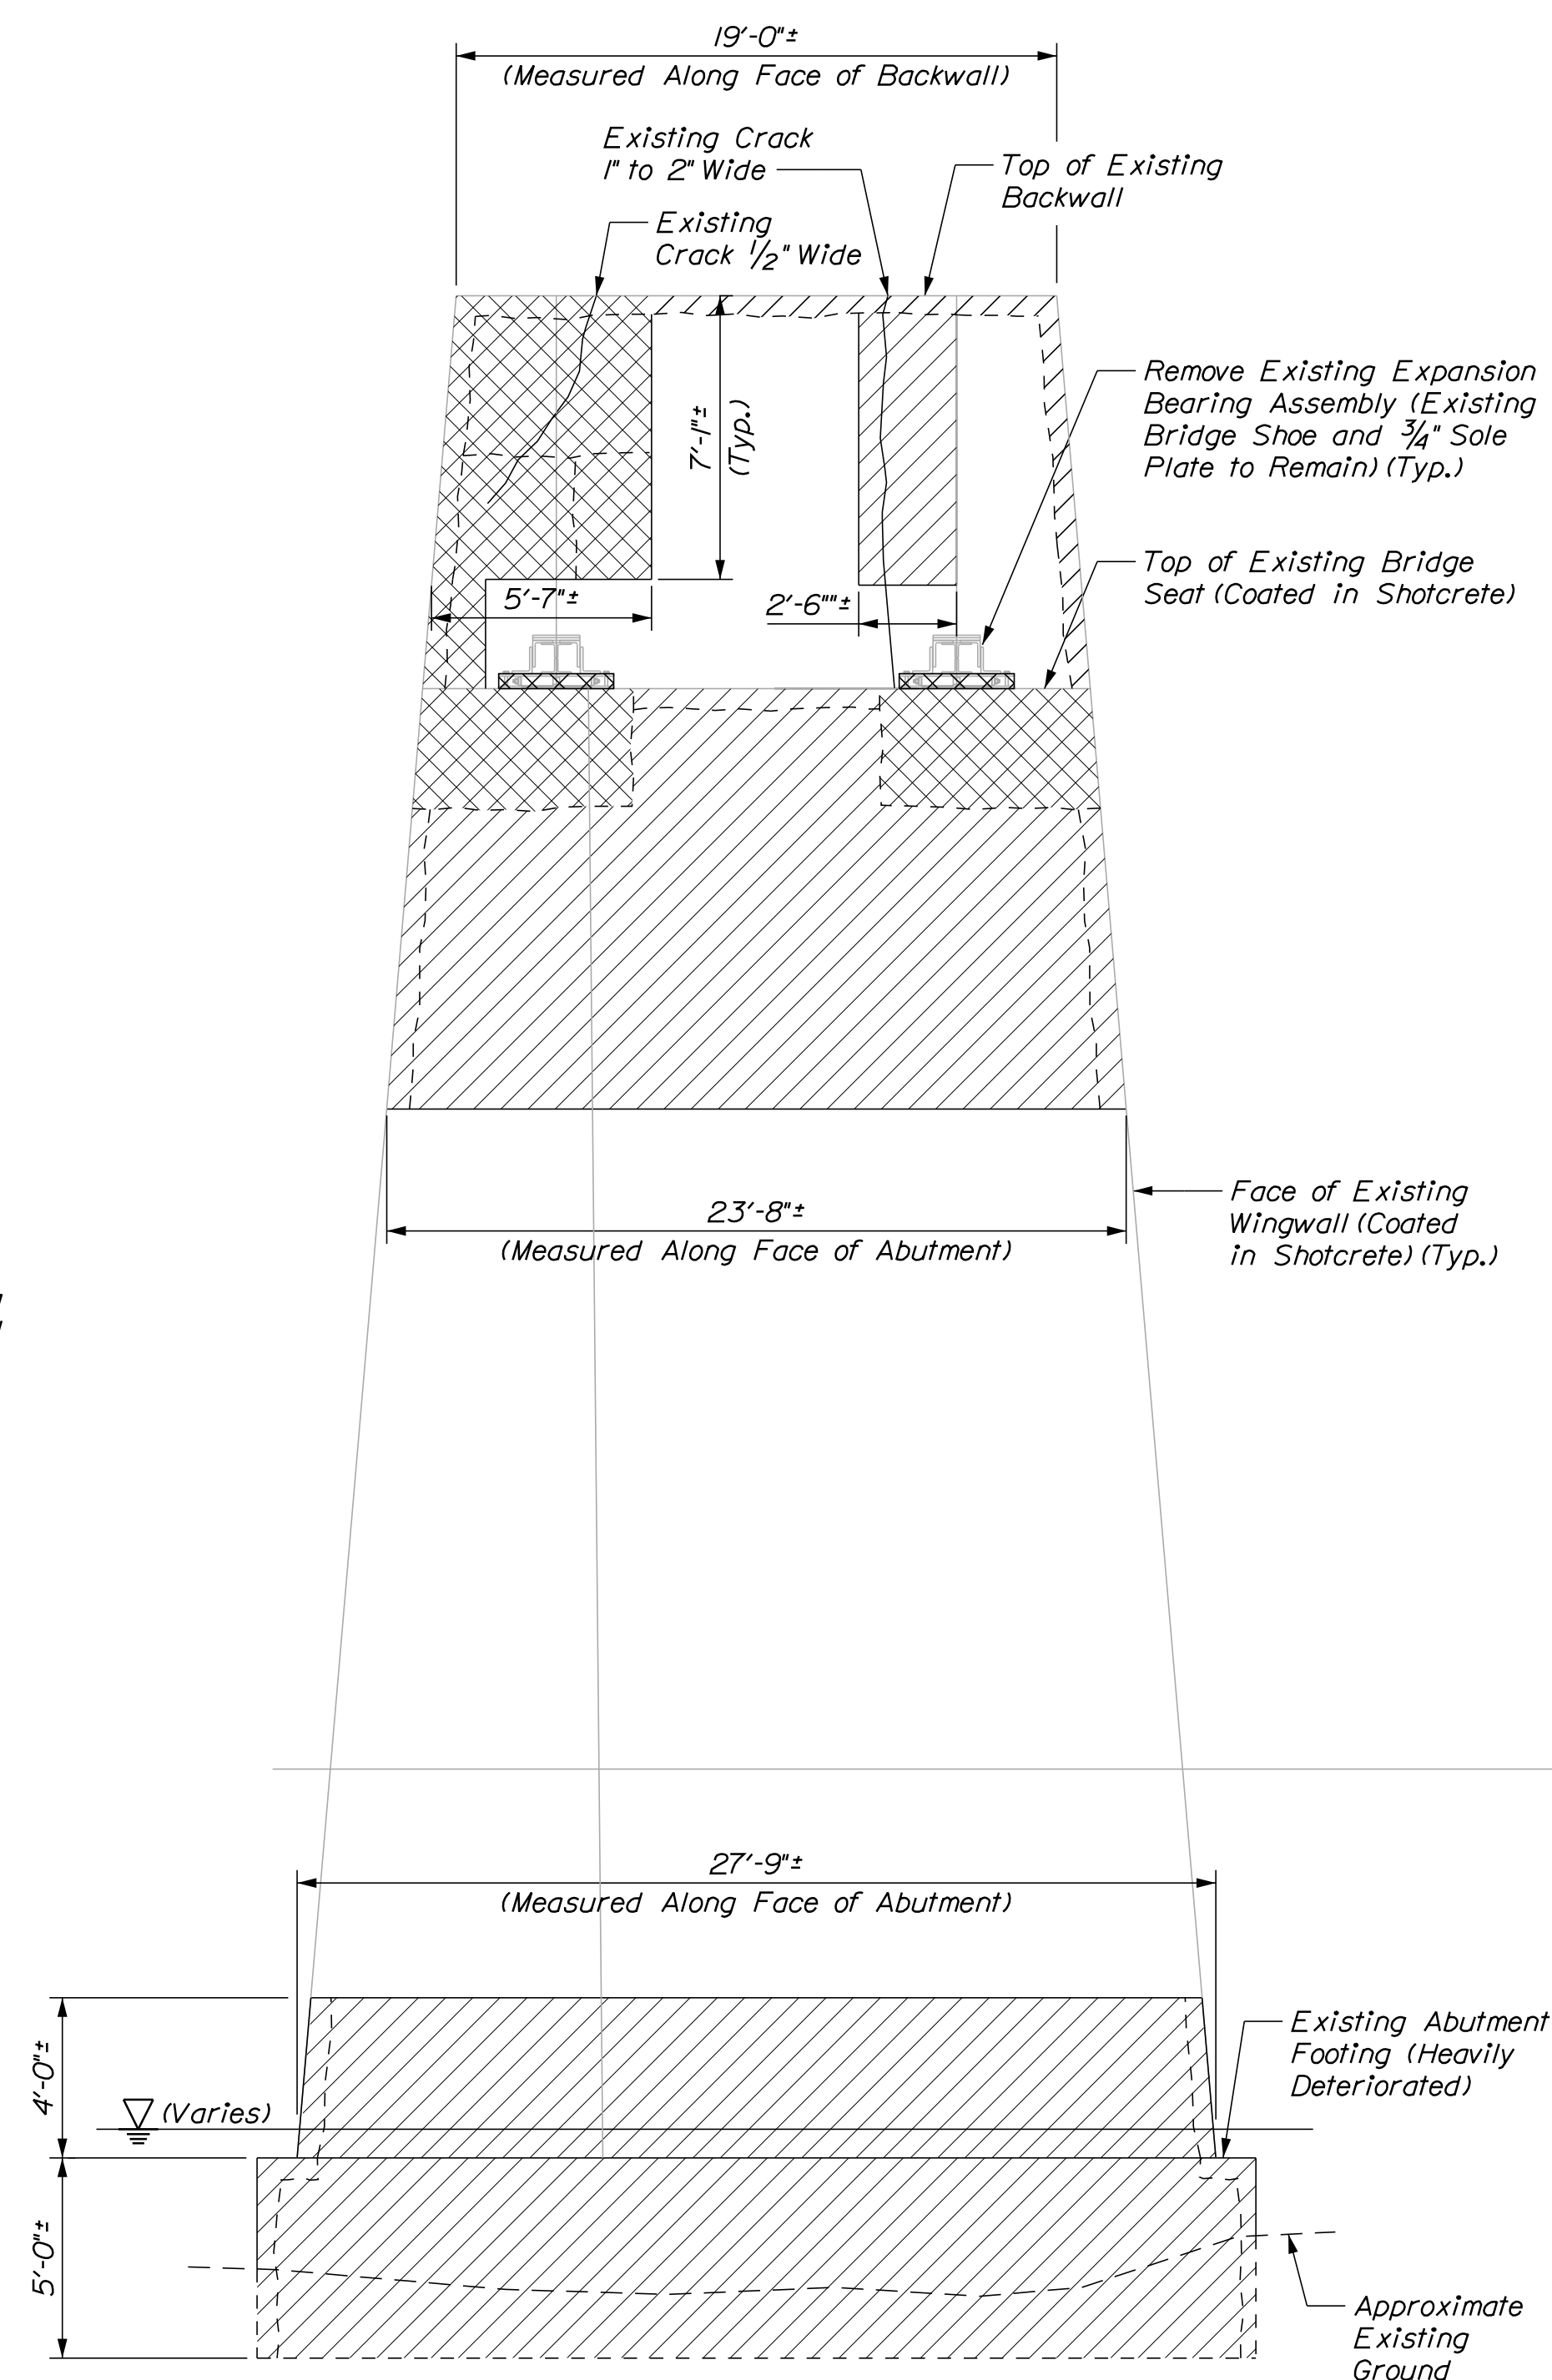 19'-0"±
(Measured Along Face of Backwall)
Existing Crack
1" to 2" Wide
Top of Existing
Backwall
Existing
Crack 1/2" Wide
7'-1"±
(Typ.)
Remove Existing Expansion
Bearing Assembly (Existing
Bridge Shoe and 3/4" Sole
Plate to Remain) (Typ.)
Top of Existing Bridge
Seat (Coated in Shotcrete)
5'-7"±
2'-6""±
23'-8"±
(Measured Along Face of Abutment)
Face of Existing
Wingwall (Coated
in Shotcrete) (Typ.)
27'-9"±
(Measured Along Face of Abutment)
4'-0"±
(Varies)
Existing Abutment
Footing (Heavily
Deteriorated)
5'-0"±
Approximate
Existing
Ground